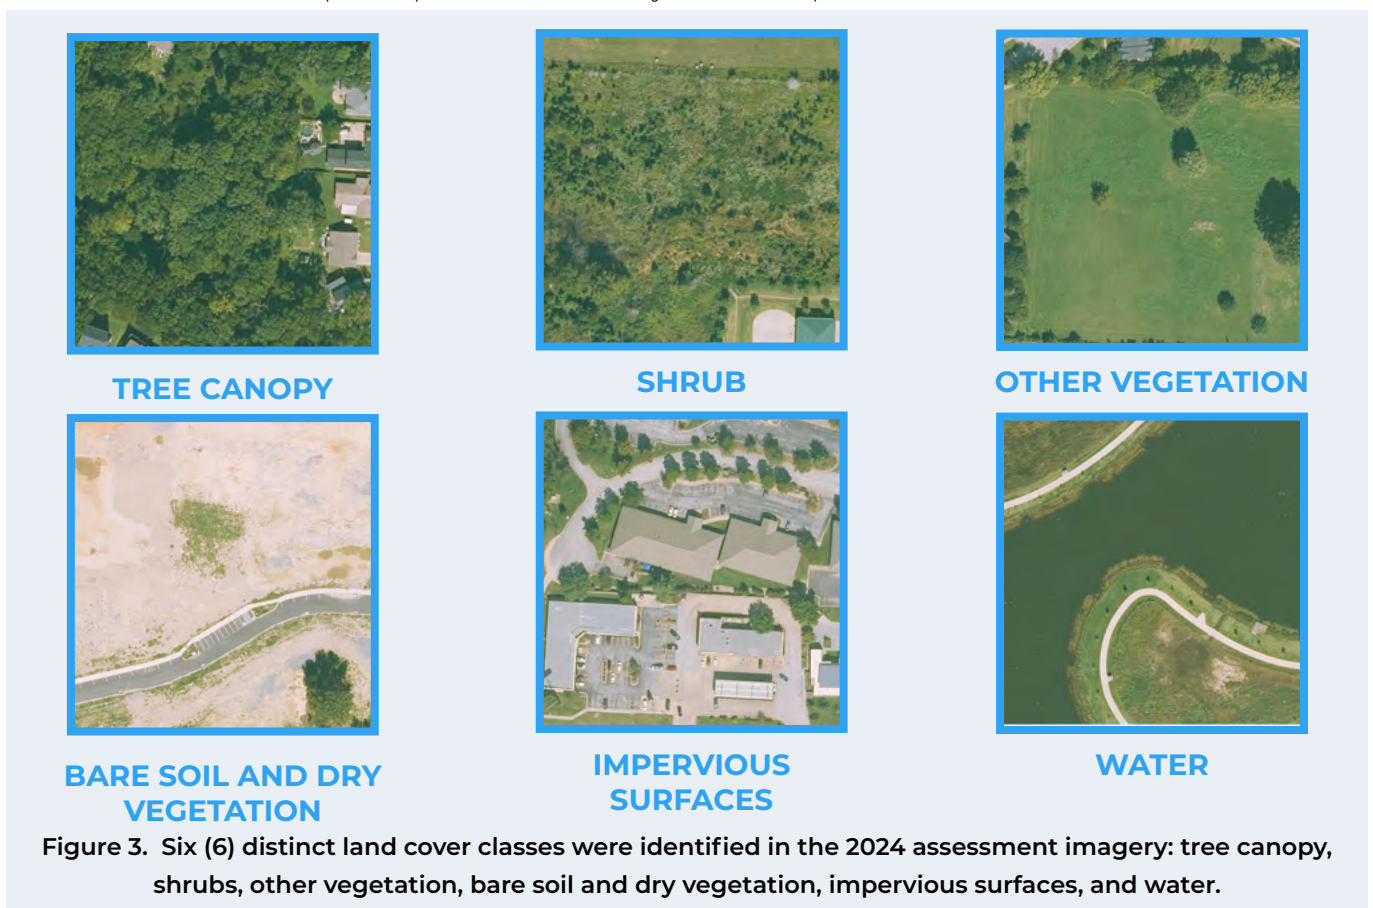 TREE CANOPY
SHRUB
OTHER VEGETATION
BARE SOIL AND DRY
VEGETATION
IMPERVIOUS
SURFACES
WATER
Figure 3.  Six (6) distinct land cover classes were identified in the 2024 assessment imagery: tree canopy,
shrubs, other vegetation, bare soil and dry vegetation, impervious surfaces, and water.